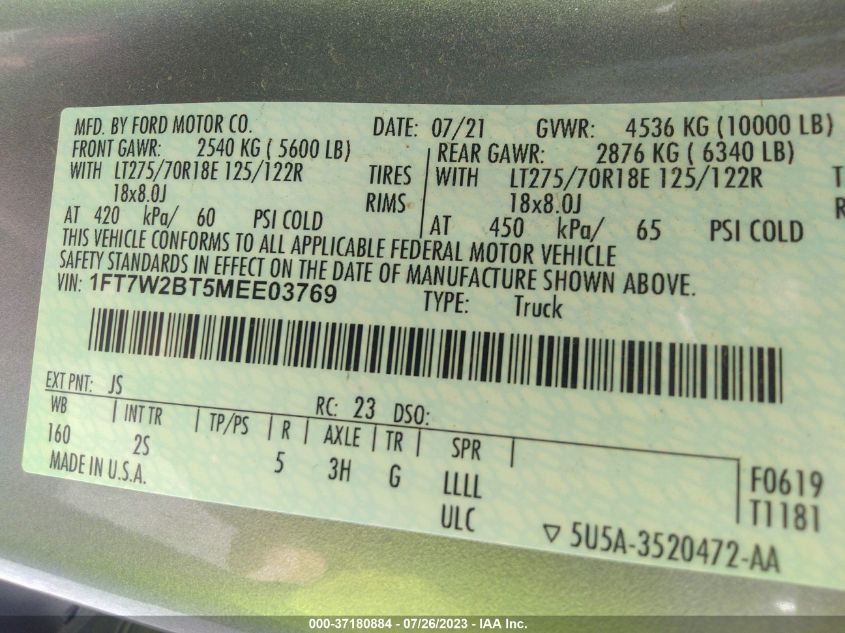 MFD. BY FORD MOTOR CO. DATE: 07/21 GVWR: 4536 KG (10000 LB)
FRONT GAWR: 2540 KG ( 5600 LB) REAR GAWR: 2876 KG ( 6340 LB)
WITH LT275/70R18E 125/122R TIRES WITH LT275/70R18E 125/122R
18x8.0J RIMS 18x8.0J
AT 420 kPa/ 60 PSI COLD AT 450 kPa/ 65 PSI COLD
THIS VEHICLE CONFORMS TO ALL APPLICABLE FEDERAL MOTOR VEHICLE
SAFETY STANDARDS IN EFFECT ON THE DATE OF MANUFACTURE SHOWN ABOVE.
VIN: 1FT7W2BT5MEE03769 TYPE: Truck
EXT PNT: JS RC: 23 DSO:
WB INT TR TP/PS R AXLE TR SPR
160 2S 5 3H G LLLL F0619
MADE IN U.S.A. ULC T1181
5U5A-3520472-AA
000-37180884 - 07/26/2023 - IAA Inc.